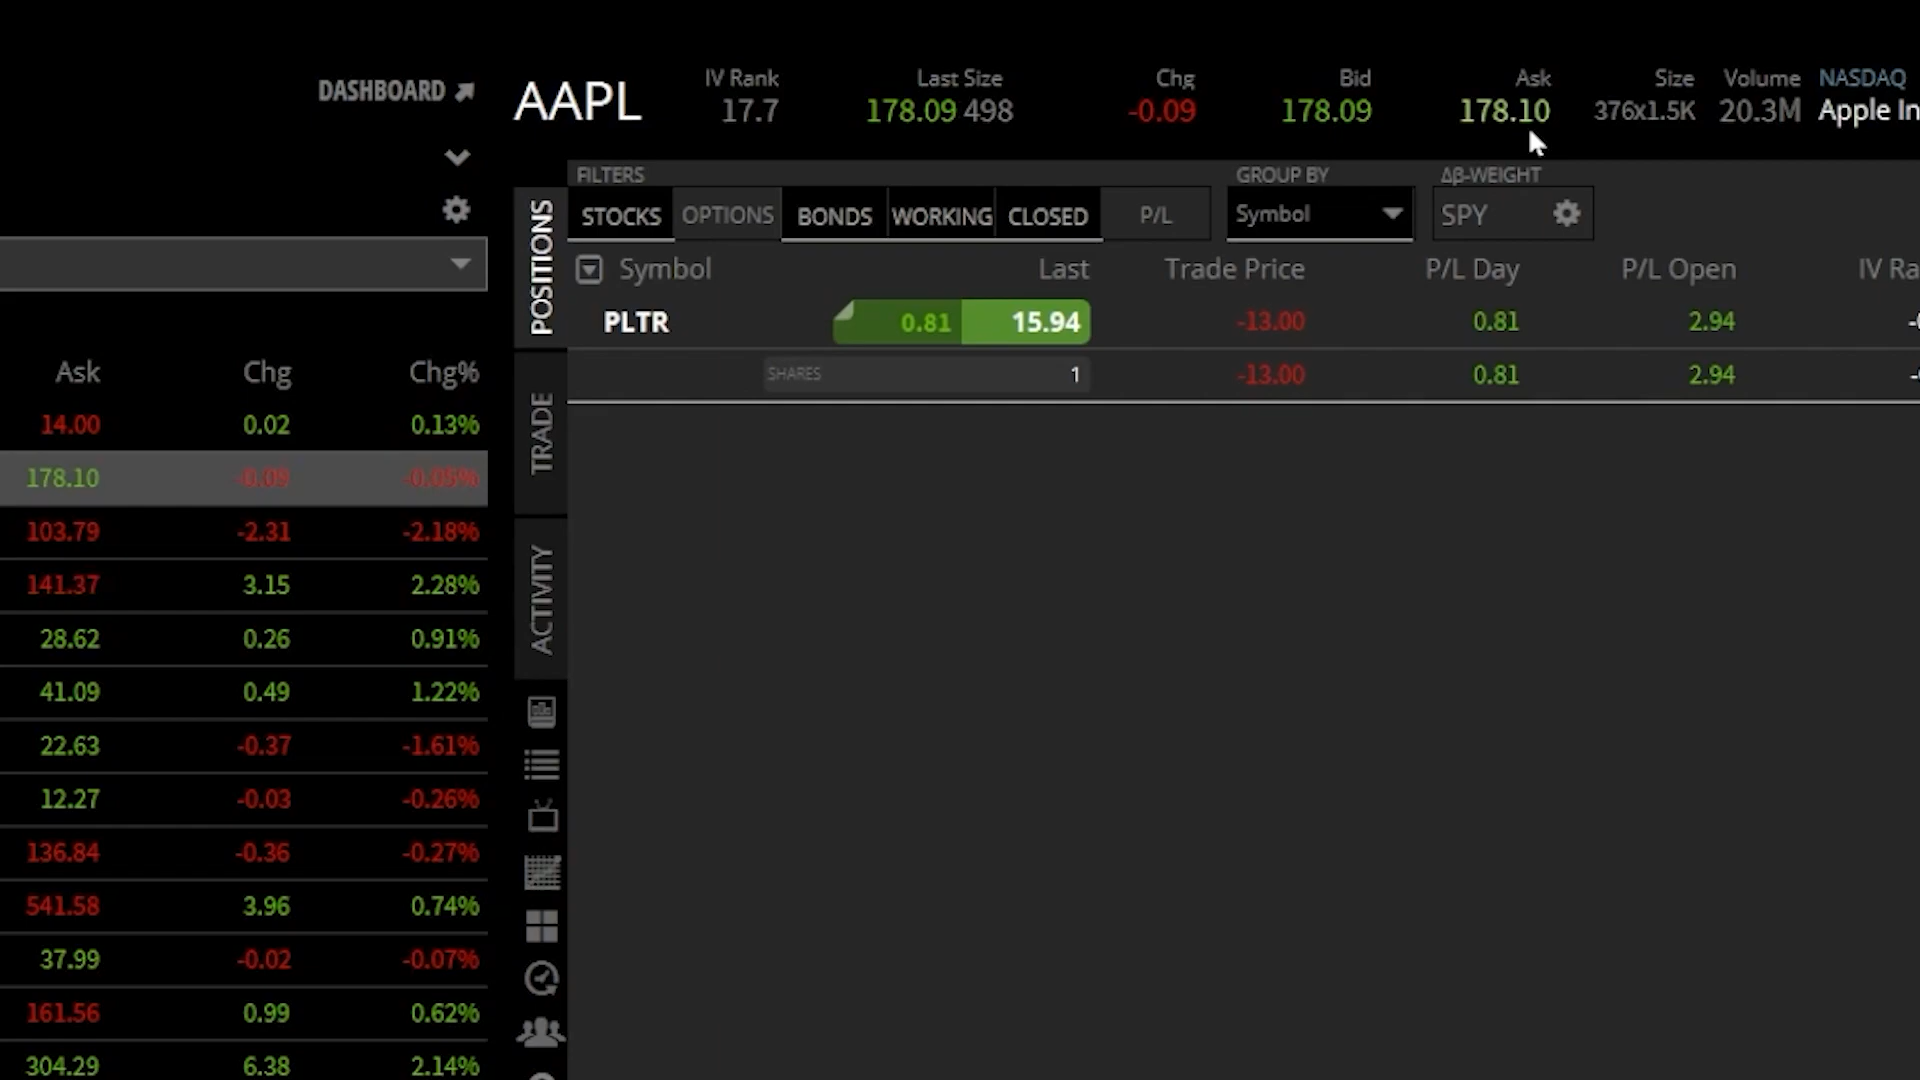 DASHBOARD
Ask Chg Chg%
14.00 0.02 0.13%
178.10 -0.09 -0.05%
103.79 -2.31 -2.18%
141.37 3.15 2.28%
28.62 0.26 0.91%
41.09 0.49 1.22%
22.63 -0.37 -1.61%
12.27 -0.03 -0.26%
136.84 -0.36 -0.27%
541.58 3.96 0.74%
37.99 -0.02 -0.07%
161.56 0.99 0.62%
304.29 6.38 2.14%
POSITIONS
TRADE
ACTIVITY
AAPL
IV Rank Last Size Chg Bid Ask Size Volume NASDAQ
17.7 178.09 498 -0.09 178.09 178.10 376x1.5K 20.3M Apple In
FILTERS GROUP BY Δβ-WEIGHT
STOCKS OPTIONS BONDS WORKING CLOSED P/L Symbol SPY
Symbol Last Trade Price P/L Day P/L Open IV Ra
PLTR 0.81 15.94 -13.00 0.81 2.94
SHARES 1 -13.00 0.81 2.94